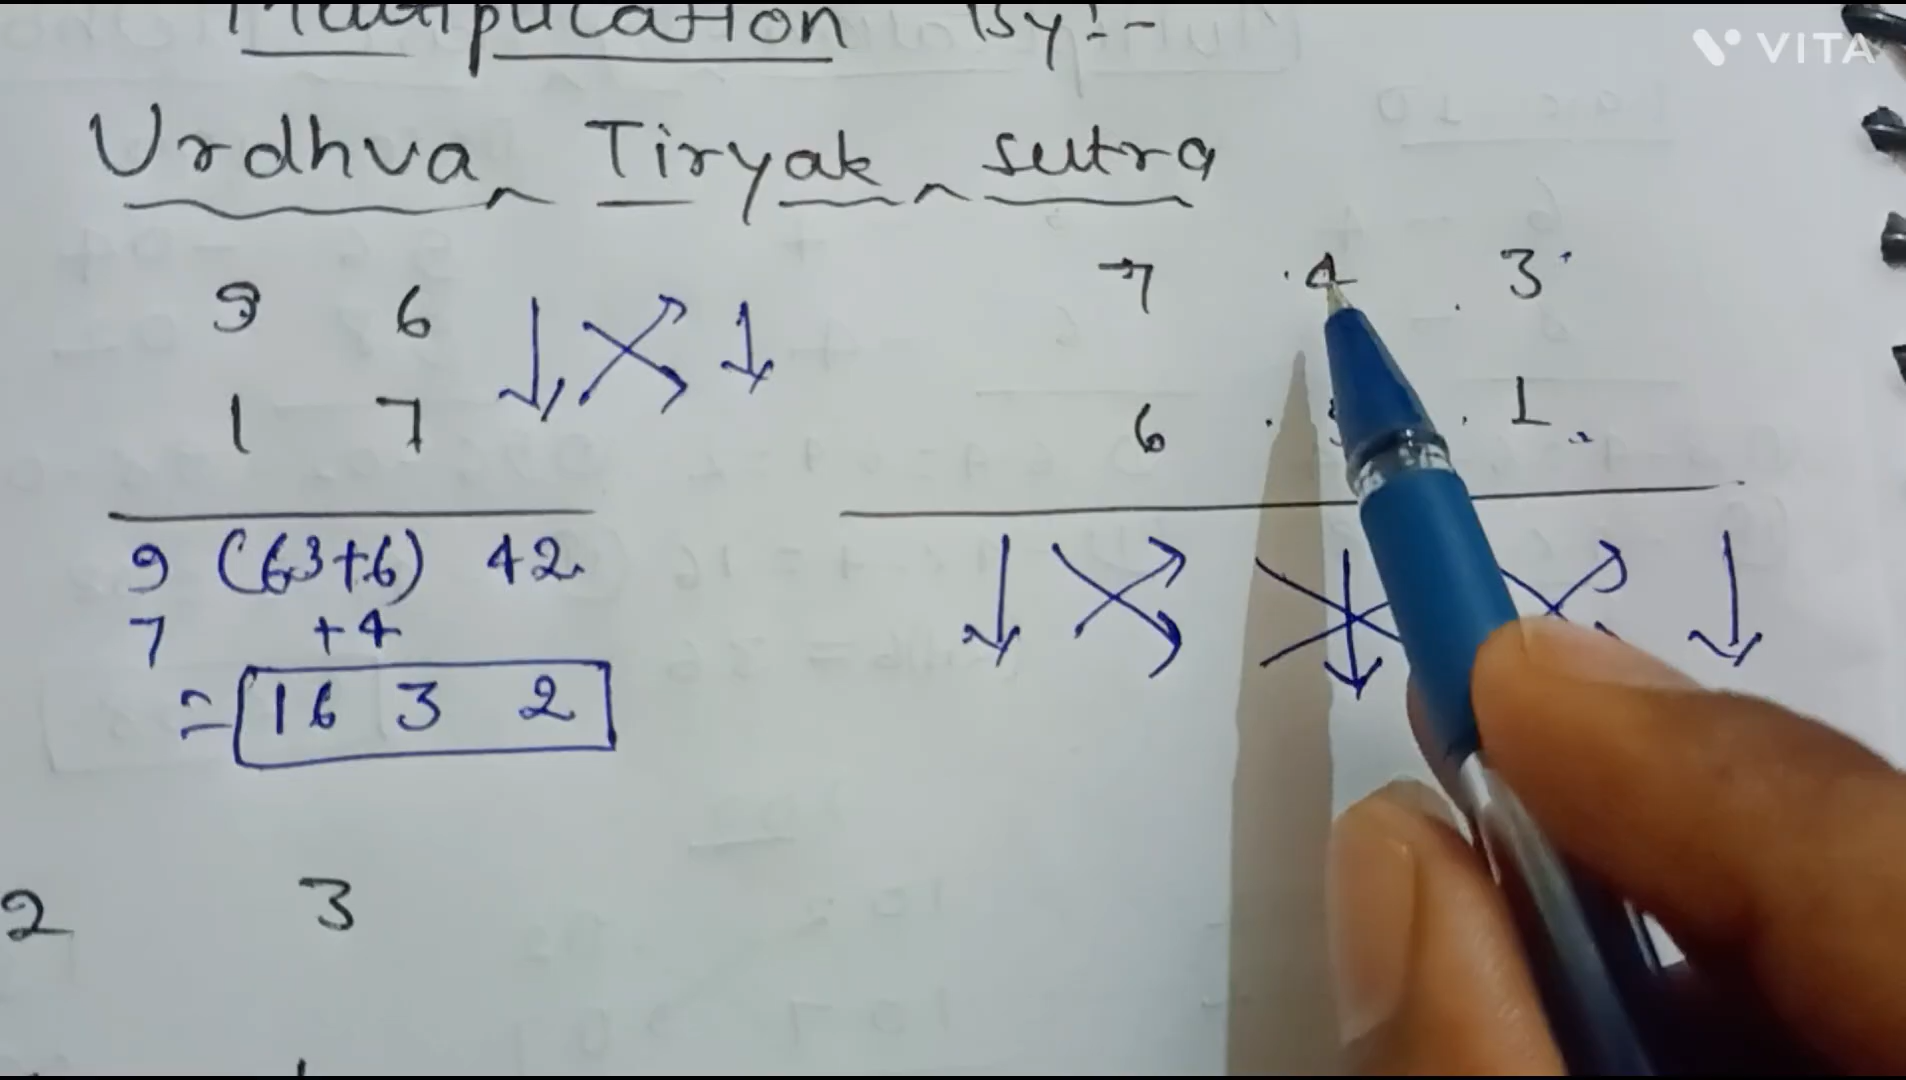 Multiplication By:-
VITA
Urdhva Tiryak sutra
9 6
1 7
9 (63+6) 42
7 +4
= 16 3 2
7 4 3
6 1
2 3